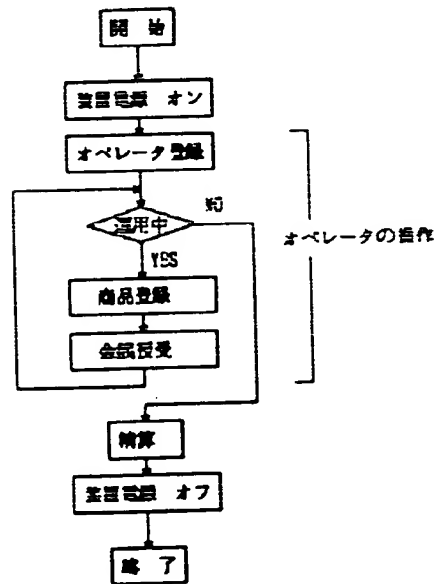 開 始
装置電源 オン
オペレータ登録
運用中
NO
YES
オペレータの操作
商品登録
金銭授受
精算
装置電源 オフ
終 了